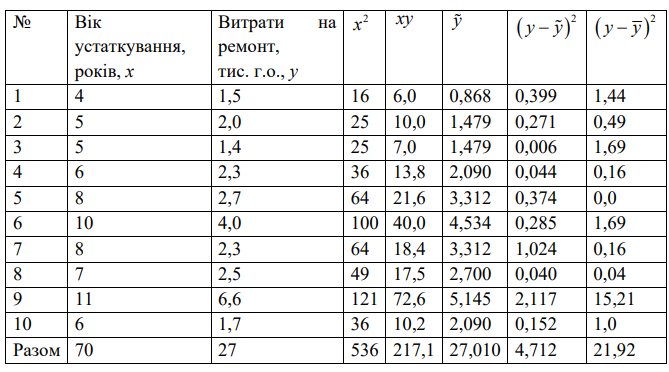 № Вік устаткування, років, x Витрати на ремонт, тис. г.о., y x² xy ỹ (y − ỹ)² (y − y̅)²
1 4 1,5 16 6,0 0,868 0,399 1,44
2 5 2,0 25 10,0 1,479 0,271 0,49
3 5 1,4 25 7,0 1,479 0,006 1,69
4 6 2,3 36 13,8 2,090 0,044 0,16
5 8 2,7 64 21,6 3,312 0,374 0,0
6 10 4,0 100 40,0 4,534 0,285 1,69
7 8 2,3 64 18,4 3,312 1,024 0,16
8 7 2,5 49 17,5 2,700 0,040 0,04
9 11 6,6 121 72,6 5,145 2,117 15,21
10 6 1,7 36 10,2 2,090 0,152 1,0
Разом 70 27 536 217,1 27,010 4,712 21,92